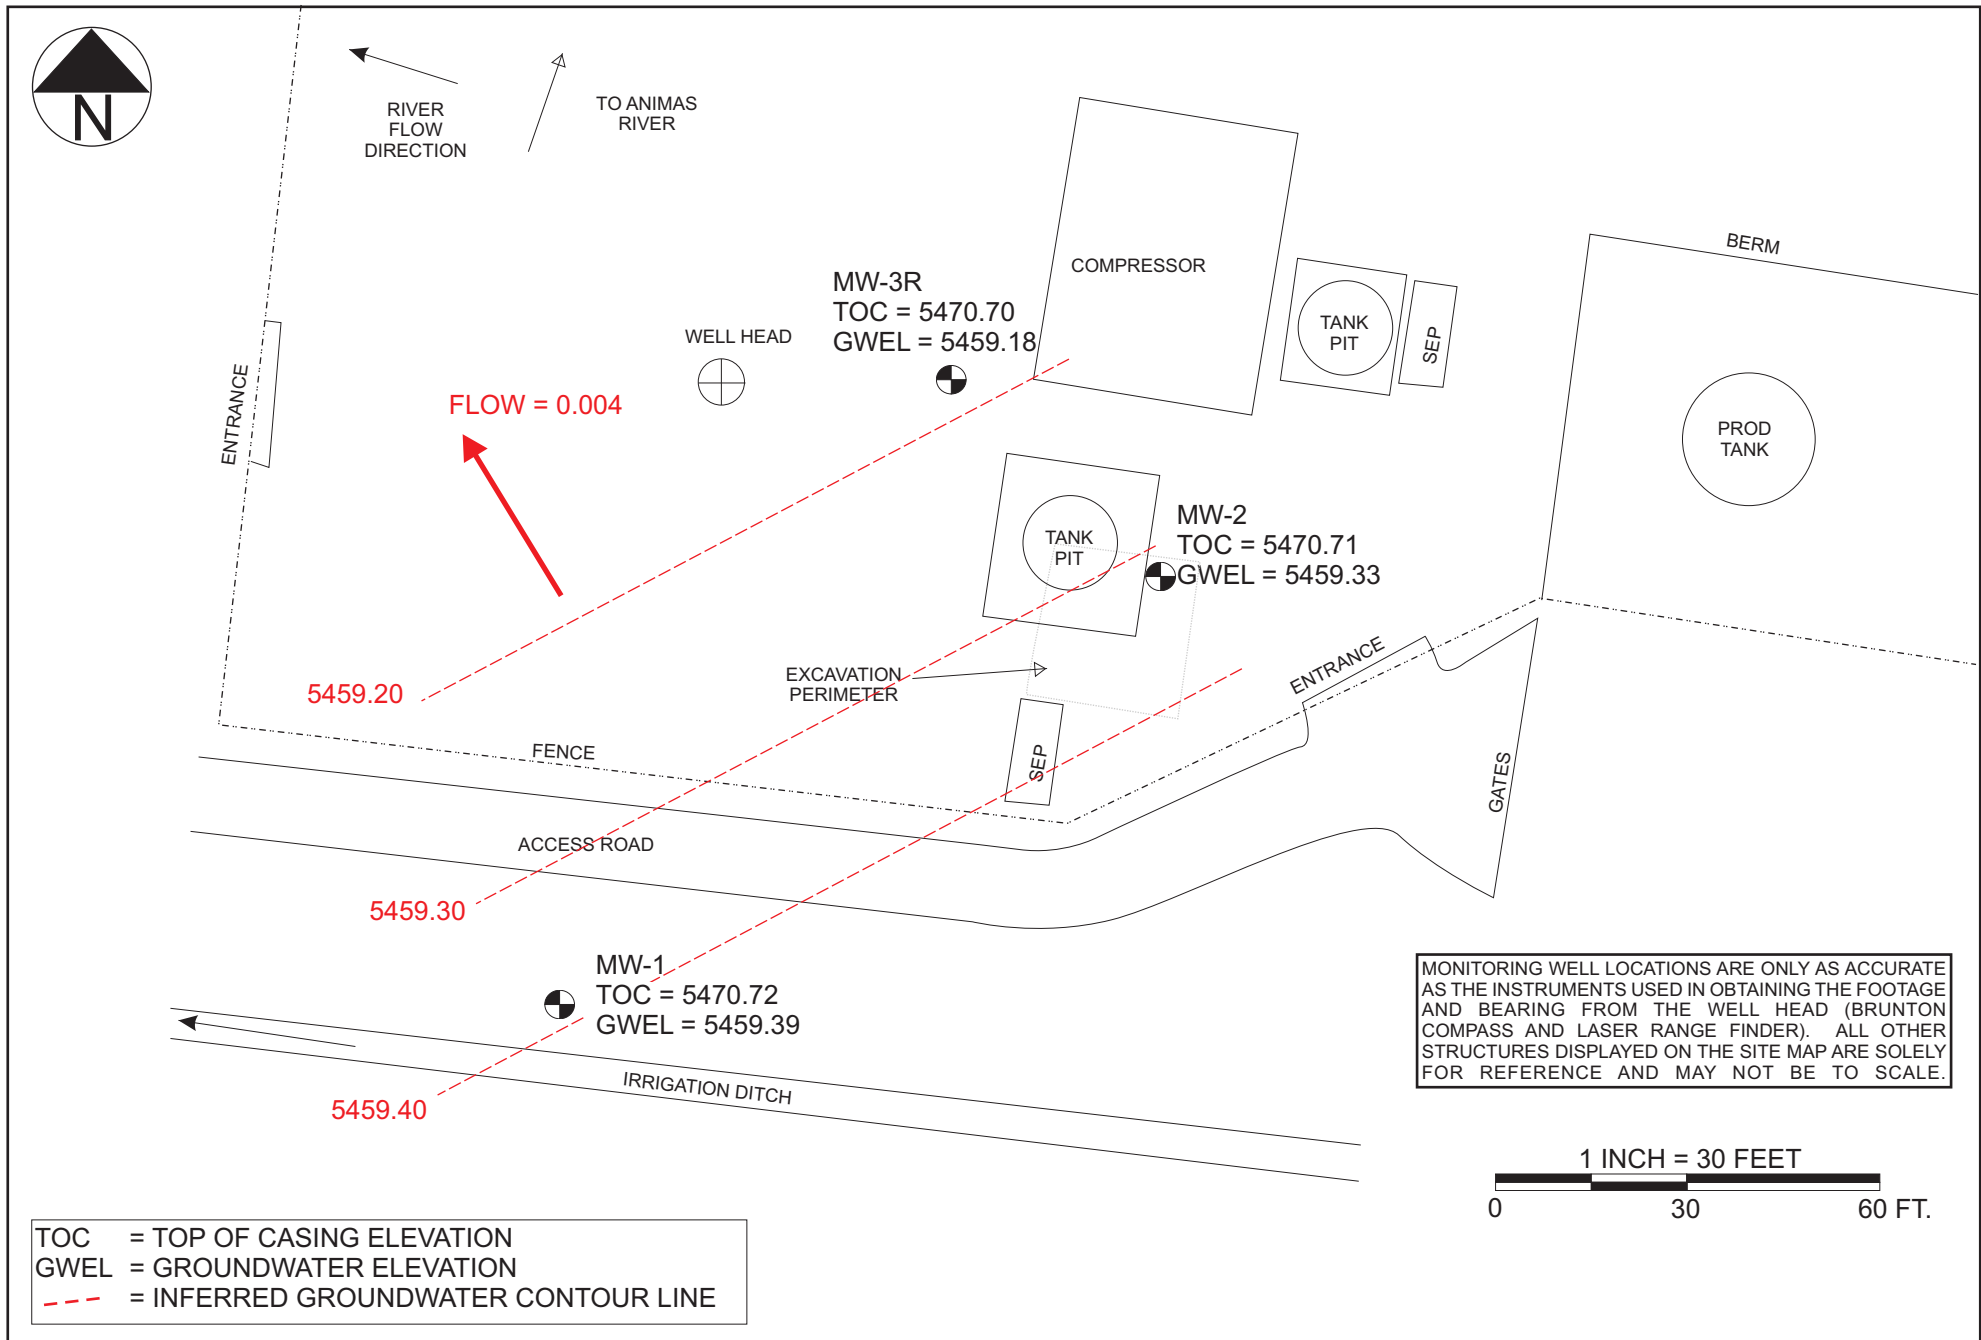 N
RIVER
FLOW
DIRECTION
TO ANIMAS
RIVER
BERM
COMPRESSOR
MW-3R
TOC = 5470.70
GWEL = 5459.18
WELL HEAD
TANK
PIT
SEP
ENTRANCE
FLOW = 0.004
PROD
TANK
MW-2
TOC = 5470.71
GWEL = 5459.33
TANK
PIT
EXCAVATION
PERIMETER
ENTRANCE
5459.20
FENCE
SEP
GATES
ACCESS ROAD
5459.30
MW-1
TOC = 5470.72
GWEL = 5459.39
5459.40
IRRIGATION DITCH
MONITORING WELL LOCATIONS ARE ONLY AS ACCURATE
AS THE INSTRUMENTS USED IN OBTAINING THE FOOTAGE
AND BEARING FROM THE WELL HEAD (BRUNTON
COMPASS AND LASER RANGE FINDER). ALL OTHER
STRUCTURES DISPLAYED ON THE SITE MAP ARE SOLELY
FOR REFERENCE AND MAY NOT BE TO SCALE.
1 INCH = 30 FEET
0 30 60 FT.
TOC = TOP OF CASING ELEVATION
GWEL = GROUNDWATER ELEVATION
= INFERRED GROUNDWATER CONTOUR LINE